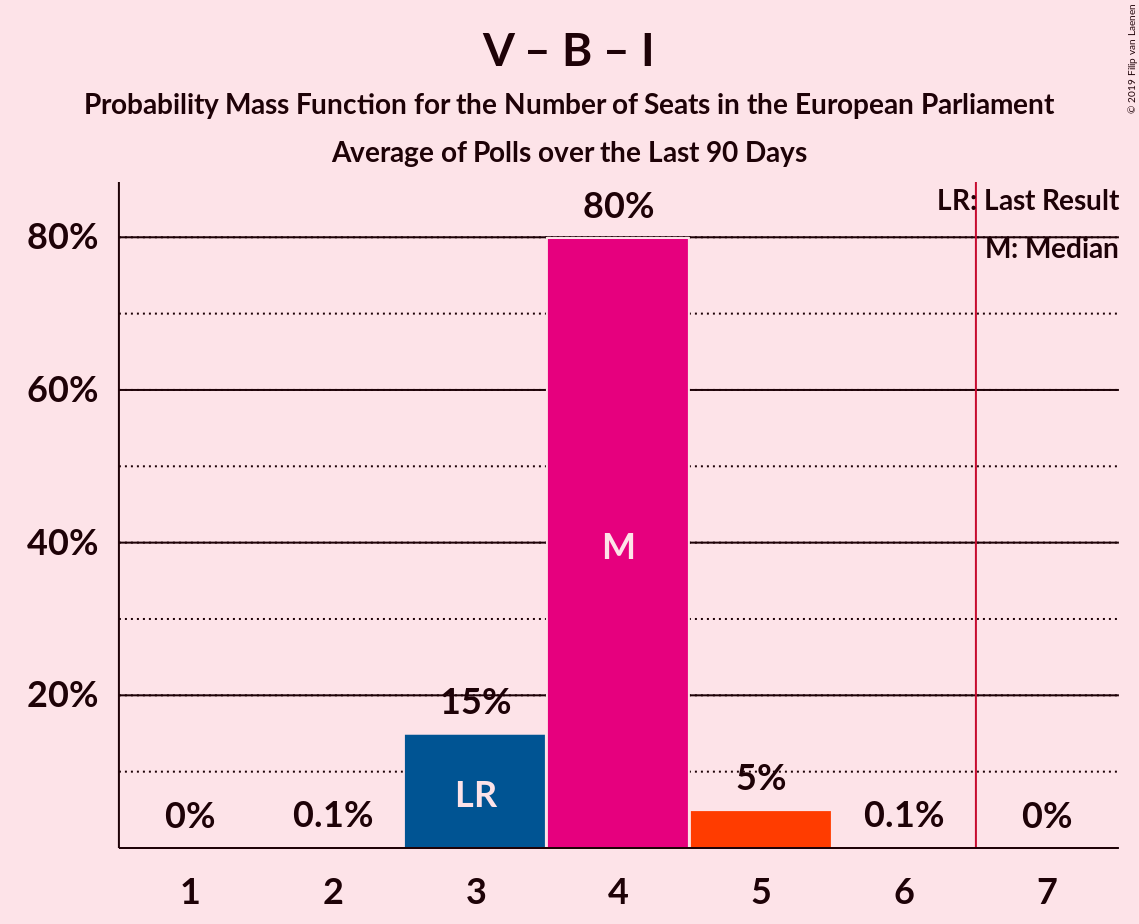 V – B – I
Probability Mass Function for the Number of Seats in the European Parliament
Average of Polls over the Last 90 Days
© 2019 Filip van Laenen
LR: Last Result
M: Median
80%
60%
40%
20%
0%
0.1%
15%
80%
5%
0.1%
0%
LR
M
1 2 3 4 5 6 7